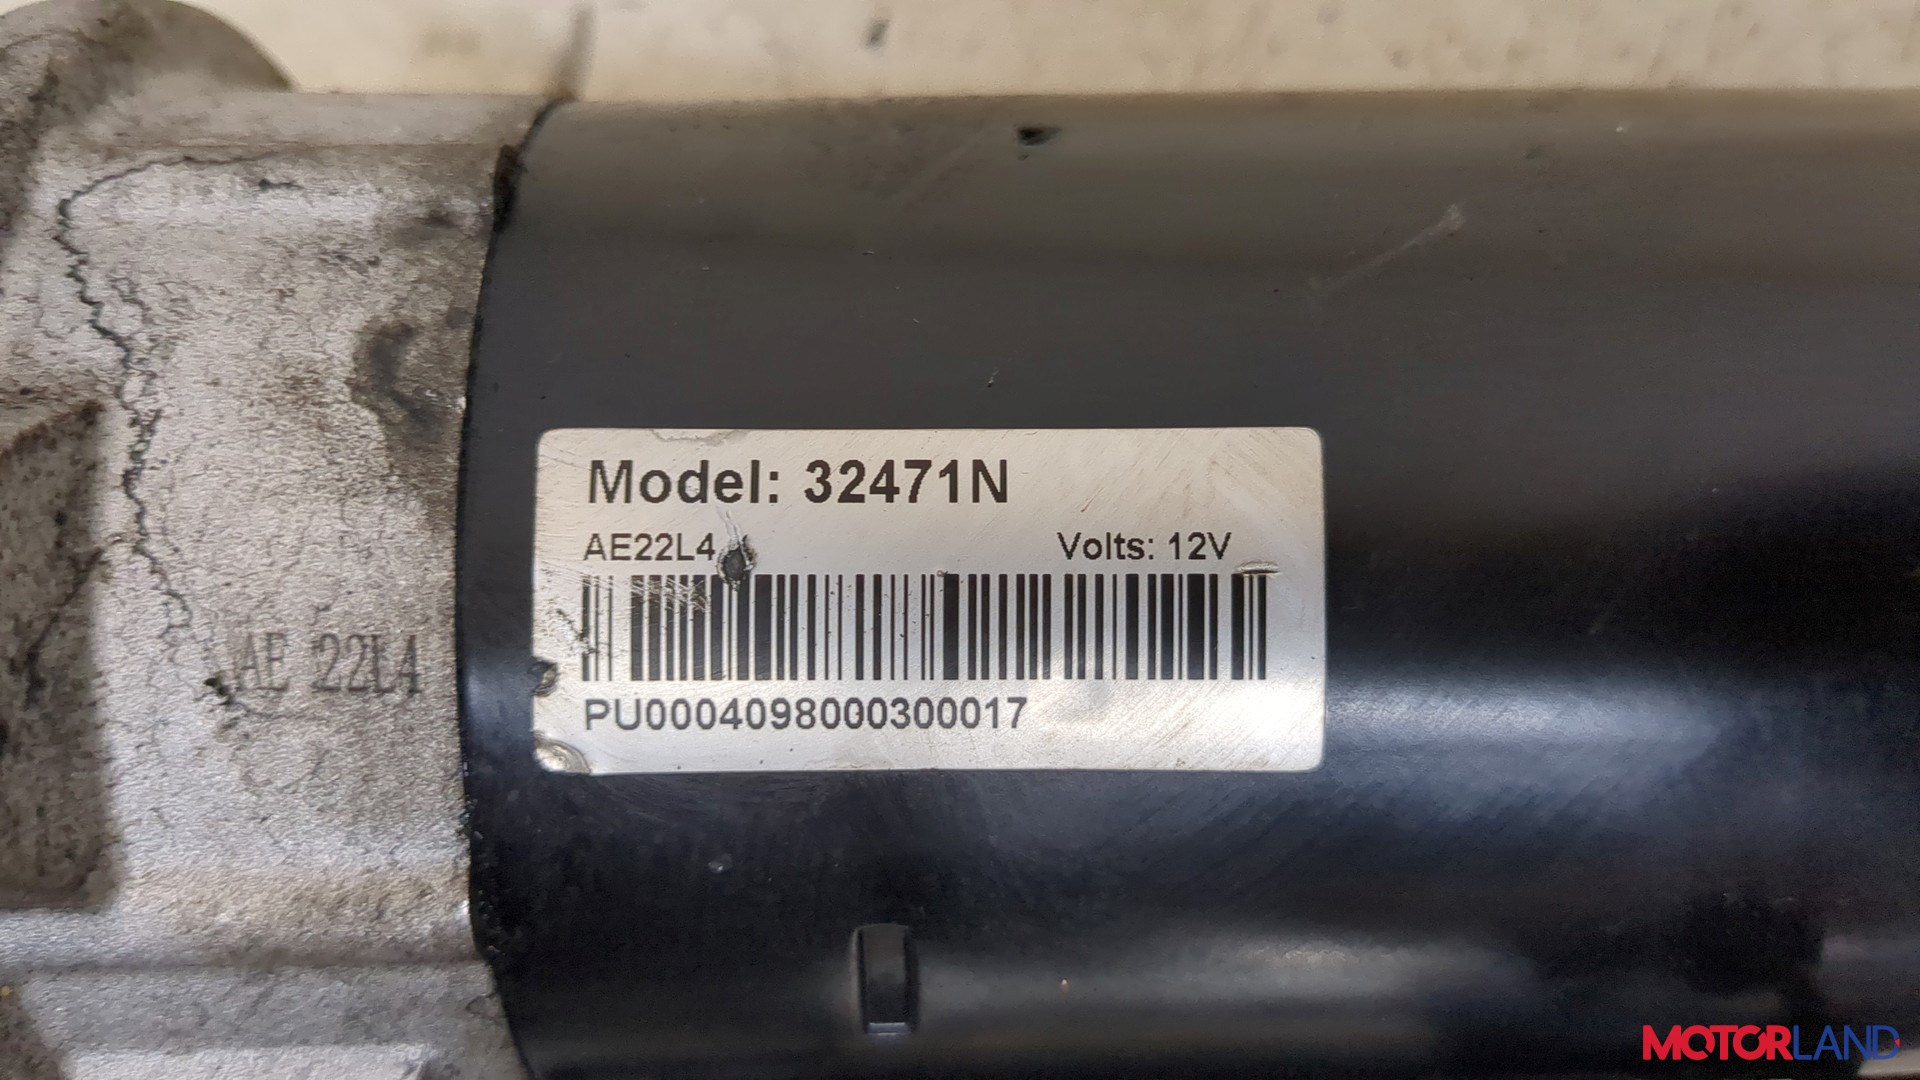 Model: 32471N
AE22L4
Volts: 12V
PU0004098000300017
AE 22L4
MOTORLAND